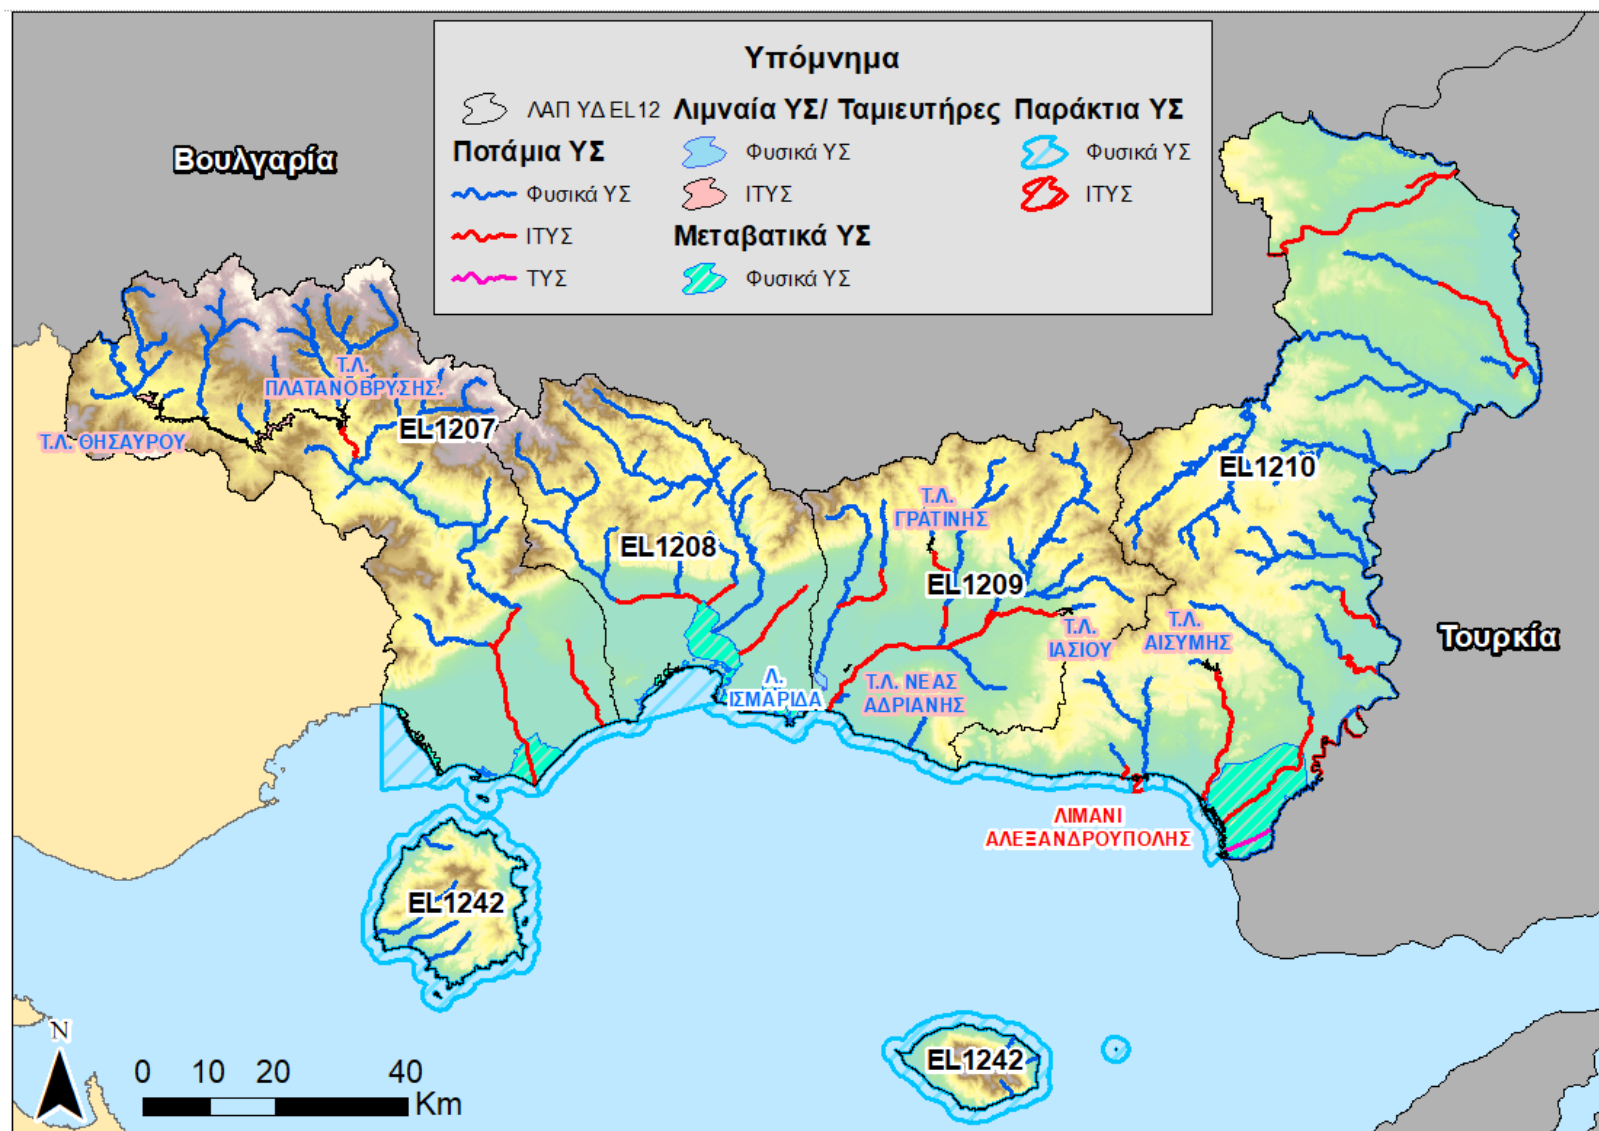 Υπόμνημα
ΛΑΠ ΥΔ EL12
Ποτάμια ΥΣ
Φυσικά ΥΣ
ΙΤΥΣ
ΤΥΣ
Λιμναία ΥΣ/ Ταμιευτήρες
Φυσικά ΥΣ
ΙΤΥΣ
Μεταβατικά ΥΣ
Φυσικά ΥΣ
Παράκτια ΥΣ
Φυσικά ΥΣ
ΙΤΥΣ
Βουλγαρία
Τ.Λ.
ΠΛΑΤΑΝΟΒΡΥΣΗΣ.
Τ.Λ. ΘΗΣΑΥΡΟΥ
EL1207
EL1210
Τ.Λ.
ΓΡΑΤΙΝΗΣ
EL1208
EL1209
Τ.Λ.
ΙΑΣΙΟΥ
Τ.Λ.
ΑΙΣΥΜΗΣ
Τουρκία
Λ.
ΙΣΜΑΡΙΔΑ
Τ.Λ. ΝΕΑΣ
ΑΔΡΙΑΝΗΣ
ΛΙΜΑΝΙ
ΑΛΕΞΑΝΔΡΟΥΠΟΛΗΣ
EL1242
EL1242
N
0 10 20 40
Km